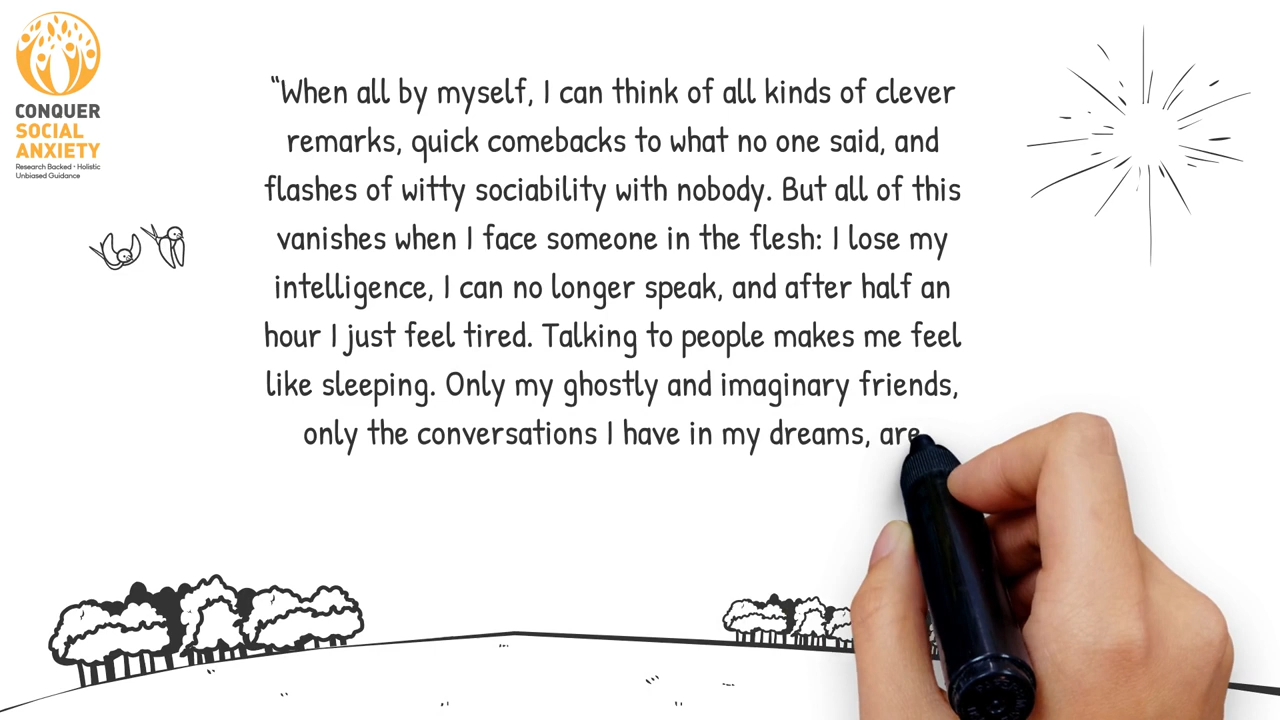 CONQUER
SOCIAL
ANXIETY
Research Backed · Holistic
Unbiased Guidance
“When all by myself, I can think of all kinds of clever
remarks, quick comebacks to what no one said, and
flashes of witty sociability with nobody. But all of this
vanishes when I face someone in the flesh: I lose my
intelligence, I can no longer speak, and after half an
hour I just feel tired. Talking to people makes me feel
like sleeping. Only my ghostly and imaginary friends,
only the conversations I have in my dreams, are